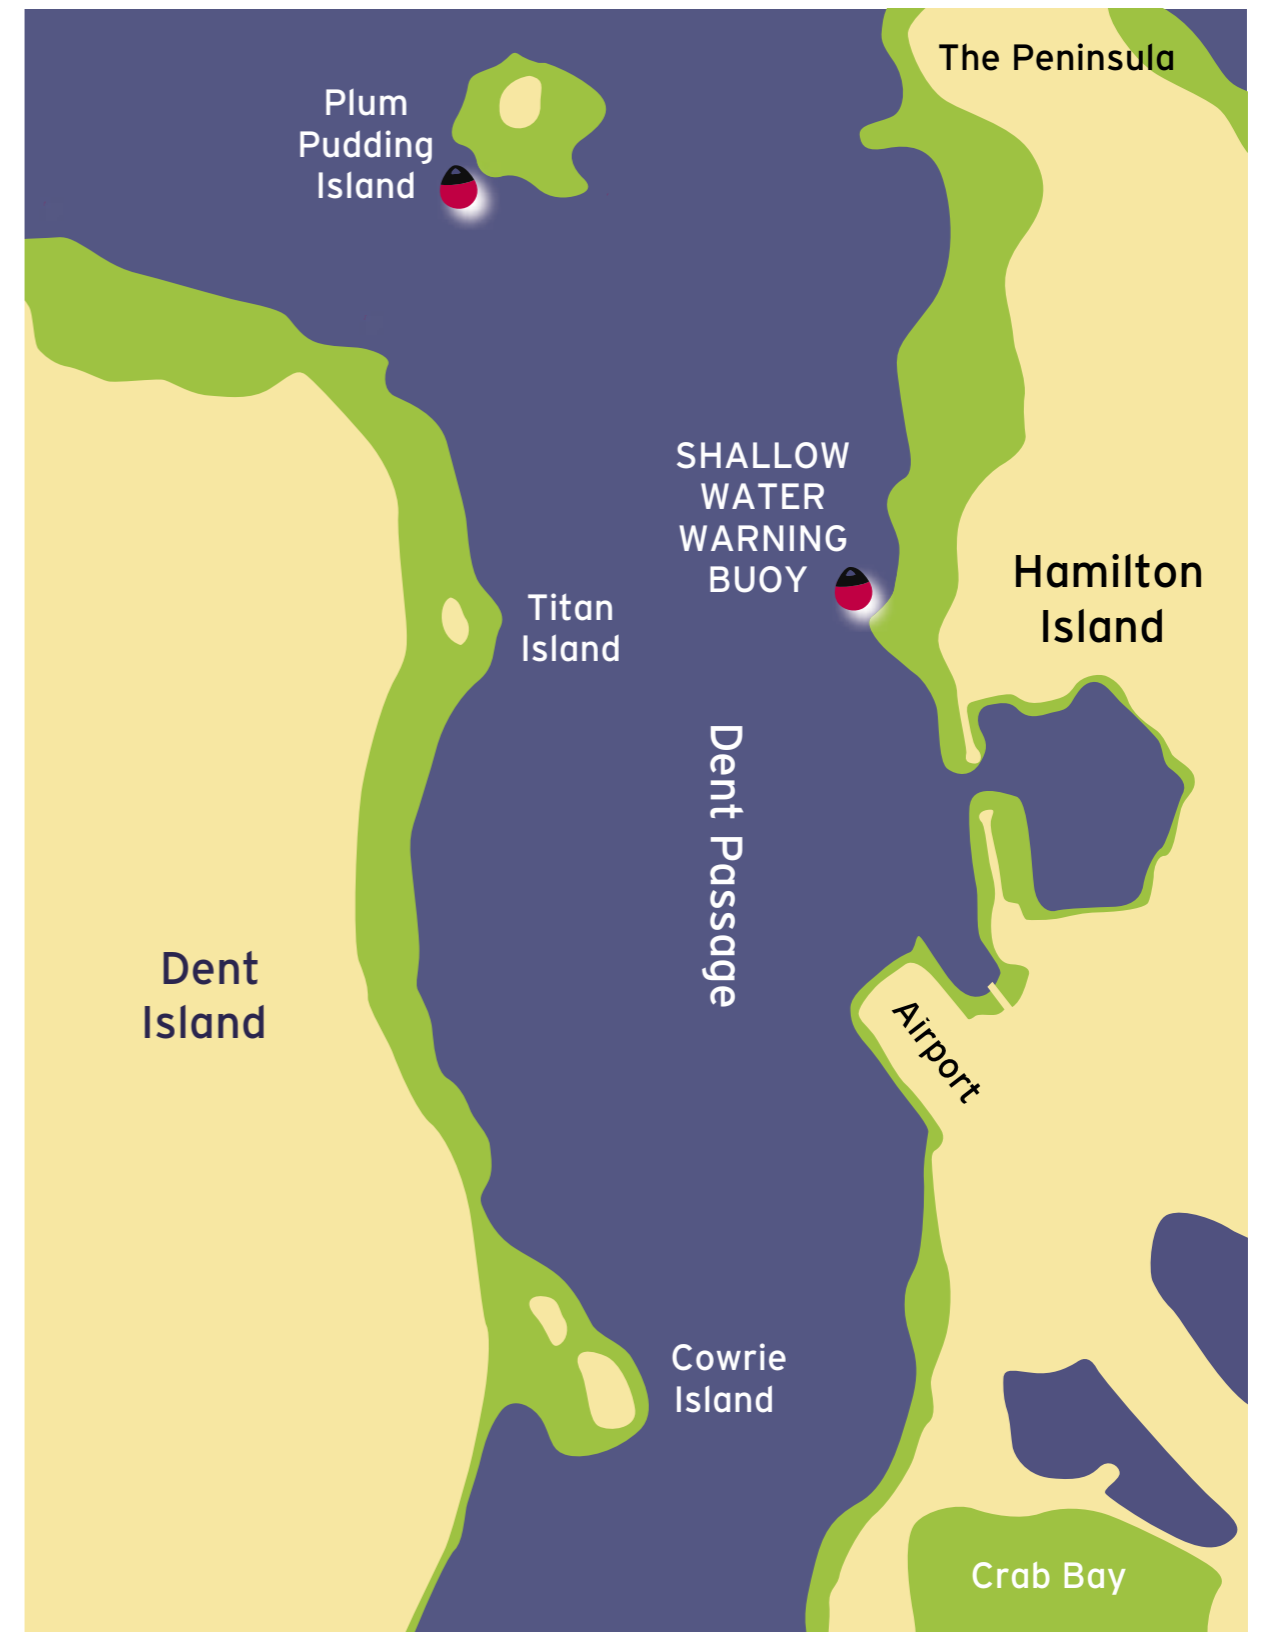 The Peninsula
Plum
Pudding
Island
SHALLOW
WATER
WARNING
BUOY
Hamilton
Island
Titan
Island
Dent Passage
Dent
Island
Airport
Cowrie
Island
Crab Bay